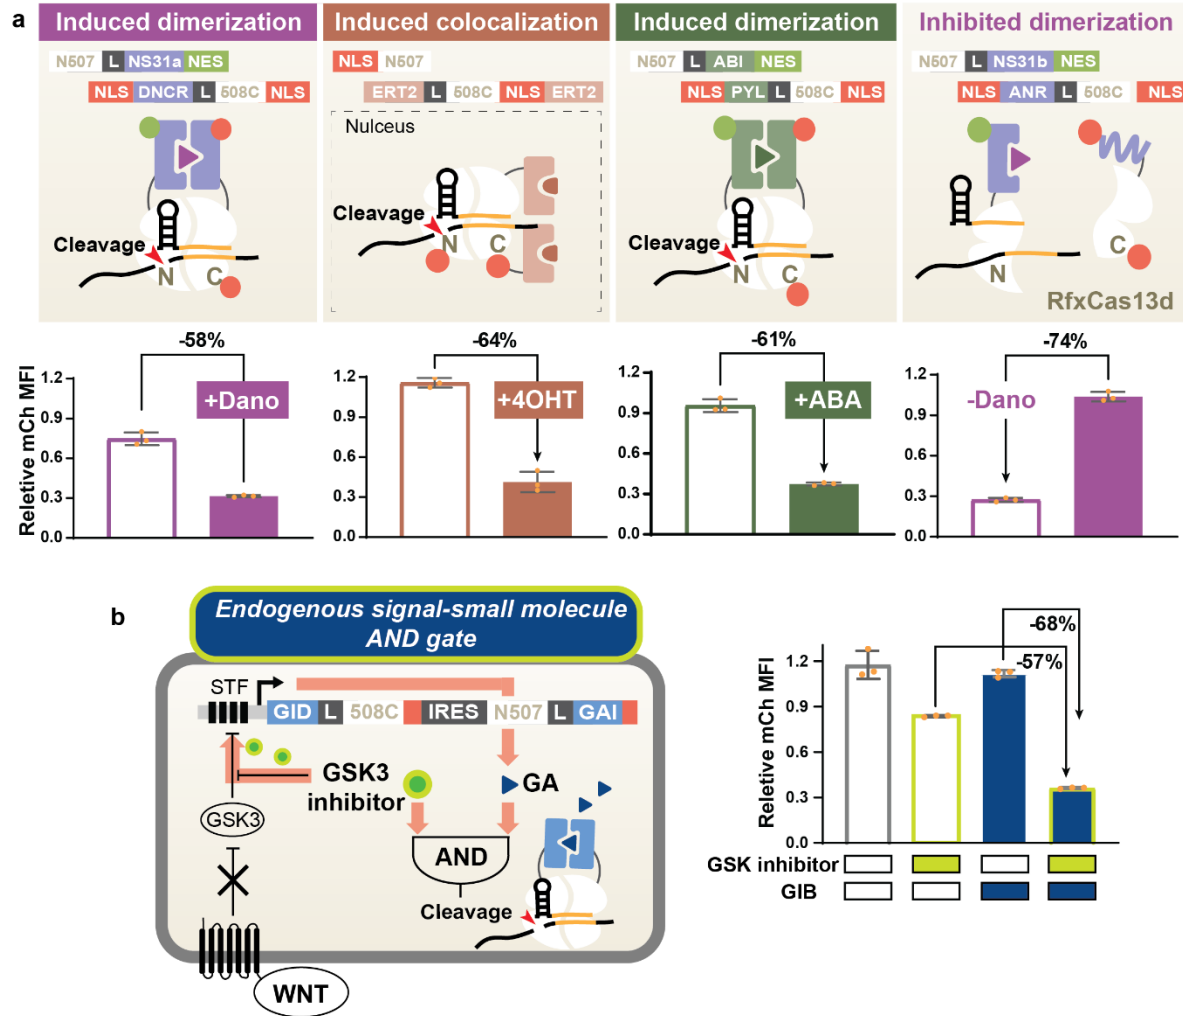 a
Induced dimerization
Induced colocalization
Induced dimerization
Inhibited dimerization
N507 L NS31a NES
NLS DNCR L 508C NLS
NLS N507
ERT2 L 508C NLS ERT2
N507 L ABI NES
NLS PYL L 508C NLS
N507 L NS31b NES
NLS ANR L 508C NLS
Nulceus
Cleavage
N
C
Cleavage
N
C
Cleavage
N
C
N
C
RfxCas13d
Reletive mCh MFI
1.2
0.9
0.6
0.3
0.0
-58%
+Dano
1.2
0.9
0.6
0.3
0.0
-64%
+4OHT
1.2
0.9
0.6
0.3
0.0
-61%
+ABA
1.2
0.9
0.6
0.3
0.0
-74%
-Dano
b
Endogenous signal-small molecule
AND gate
STF
GID L 508C IRES N507 L GAI
GSK3
inhibitor
GA
GSK3
AND
Cleavage
WNT
Reletive mCh MFI
1.2
0.9
0.6
0.3
0.0
-68%
-57%
GSK inhibitor
GIB